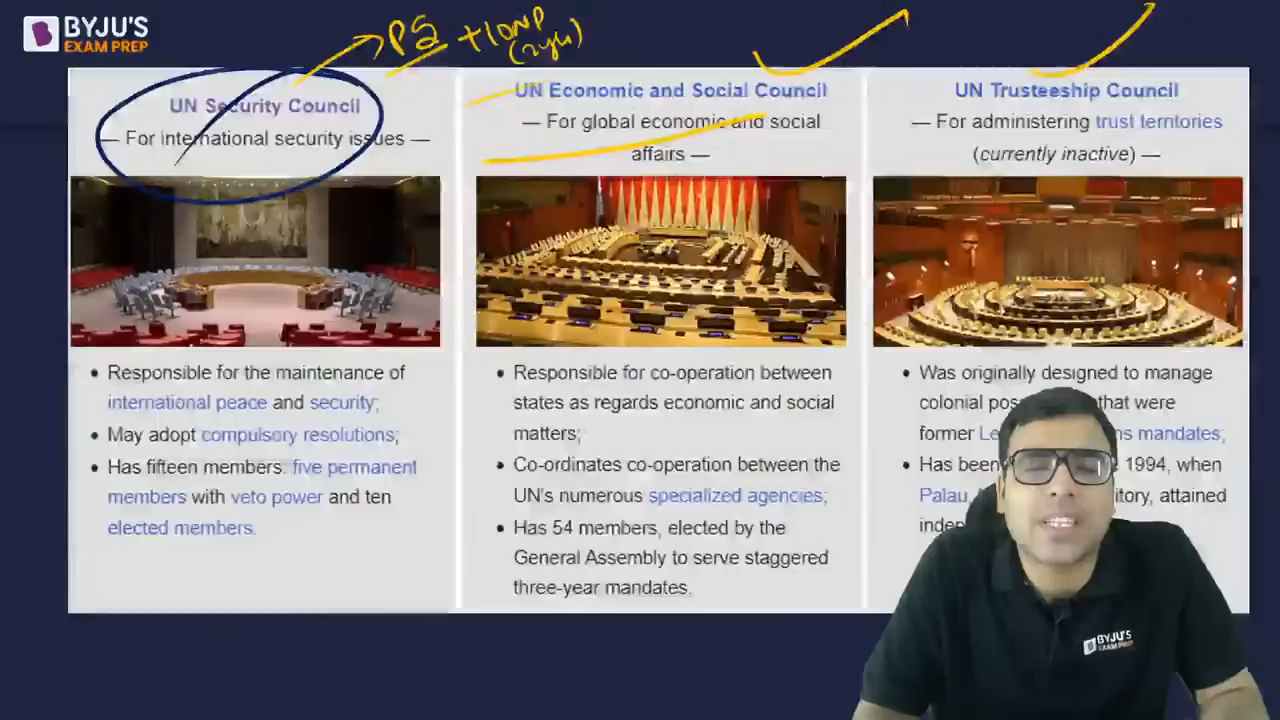 BYJU'S
EXAM PREP
P5 + 10NP
(2yrs)
UN Security Council
— For international security issues —
Responsible for the maintenance of
international peace and security;
May adopt compulsory resolutions;
Has fifteen members: five permanent
members with veto power and ten
elected members.
UN Economic and Social Council
— For global economic and social
affairs —
Responsible for co-operation between
states as regards economic and social
matters;
Co-ordinates co-operation between the
UN's numerous specialized agencies;
Has 54 members, elected by the
General Assembly to serve staggered
three-year mandates.
UN Trusteeship Council
— For administering trust territories
(currently inactive) —
Was originally designed to manage
colonial that were
former mandates;
Has been 1994, when
Palau, attained
BYJU'S
EXAM PREP